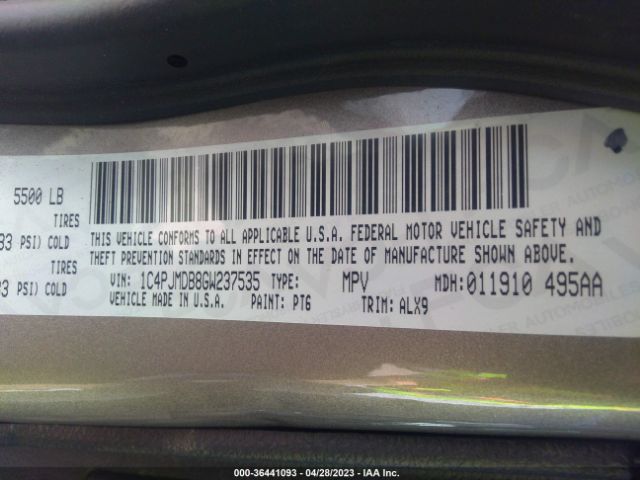 5500 LB
TIRES
33 PSI) COLD
TIRES
33 PSI) COLD
THIS VEHICLE CONFORMS TO ALL APPLICABLE U.S.A. FEDERAL MOTOR VEHICLE SAFETY AND
THEFT PREVENTION STANDARDS IN EFFECT ON THE DATE OF MANUFACTURE SHOWN ABOVE.
VIN: 1C4PJMDB8GW237535 TYPE: MPV MDH: 011910 495AA
VEHICLE MADE IN U.S.A. PAINT: PT6 TRIM: ALX9
000-36441093 / 04/28/2023 / IAA Inc.